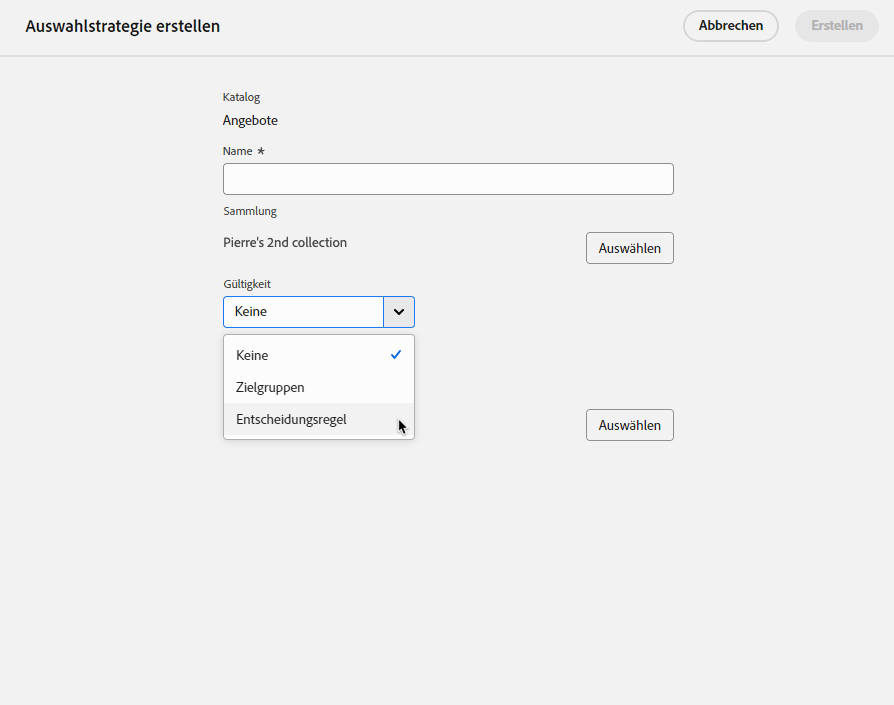 Auswahlstrategie erstellen
Abbrechen
Erstellen
Katalog
Angebote
Name *
Sammlung
Pierre's 2nd collection
Auswählen
Gültigkeit
Keine
Keine
Zielgruppen
Entscheidungsregel
Auswählen